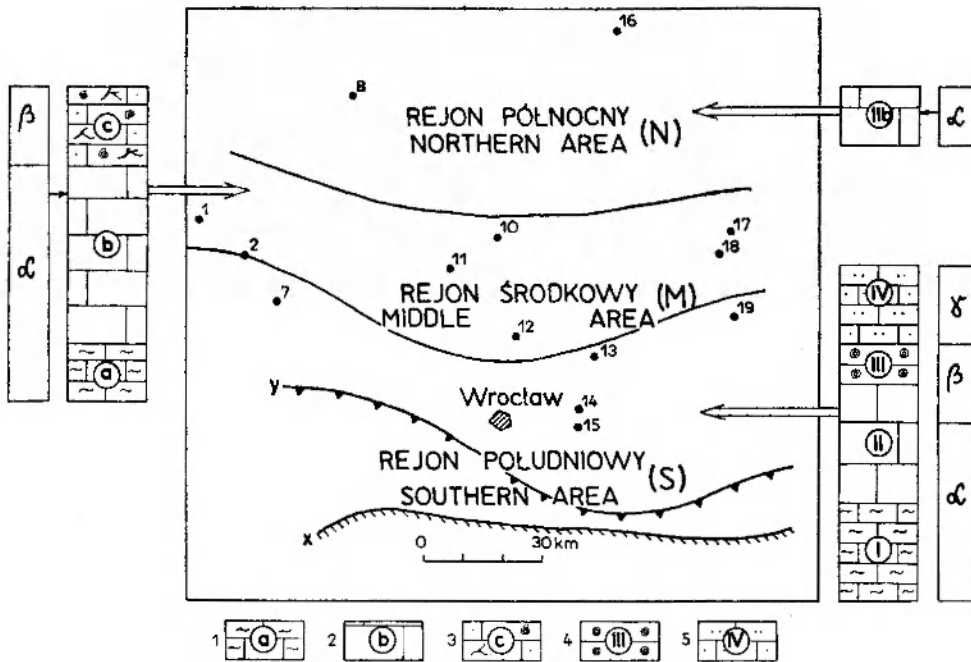 16
8
β
c
REJON PÓŁNOCNY
NORTHERN AREA (N)
IIb
α
1
2
10
17
18
11
b
α
7
REJON ŚRODKOWY (M)
MIDDLE AREA
12
19
13
IV
γ
III
β
a
y
Wrocław
14
15
II
REJON POŁUDNIOWY (S)
SOUTHERN AREA
α
x
0 30 km
I
1 a 2 b 3 c 4 III 5 IV